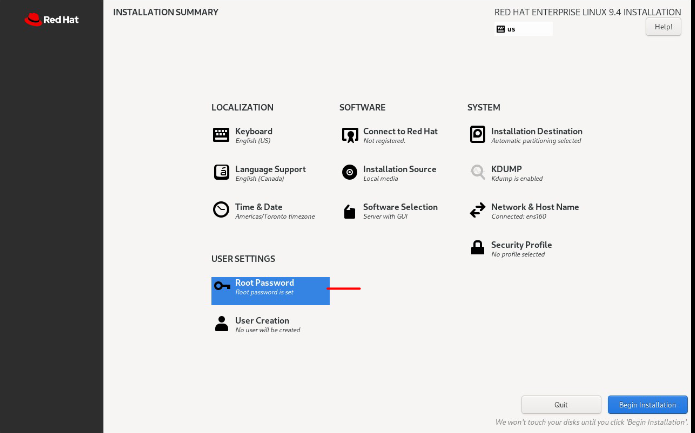 Red Hat
INSTALLATION SUMMARY
RED HAT ENTERPRISE LINUX 9.4 INSTALLATION
us
Help!
LOCALIZATION
Keyboard
English (US)
Language Support
English (Canada)
Time & Date
Americas/Toronto timezone
SOFTWARE
Connect to Red Hat
Not registered.
Installation Source
Local media
Software Selection
Server with GUI
SYSTEM
Installation Destination
Automatic partitioning selected
KDUMP
Kdump is enabled
Network & Host Name
Connected: ens160
Security Profile
No profile selected
USER SETTINGS
Root Password
Root password is set
User Creation
No user will be created
Quit
Begin Installation
We won't touch your disks until you click 'Begin Installation'.